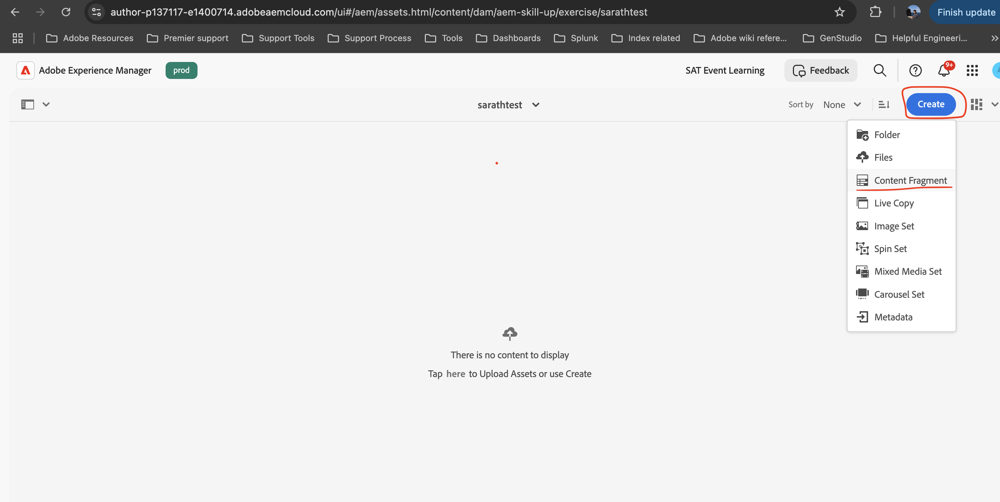 author-p137117-e1400714.adobeaemcloud.com/ui#/aem/assets.html/content/dam/aem-skill-up/exercise/sarathtest
Finish update
Adobe Resources
Premier support
Support Tools
Support Process
Tools
Dashboards
Splunk
Index related
Adobe wiki refere...
GenStudio
Helpful Engineeri...
Adobe Experience Manager
prod
SAT Event Learning
Feedback
9+
sarathtest
Sort by None
Create
Folder
Files
Content Fragment
Live Copy
Image Set
Spin Set
Mixed Media Set
Carousel Set
Metadata
There is no content to display
Tap here to Upload Assets or use Create